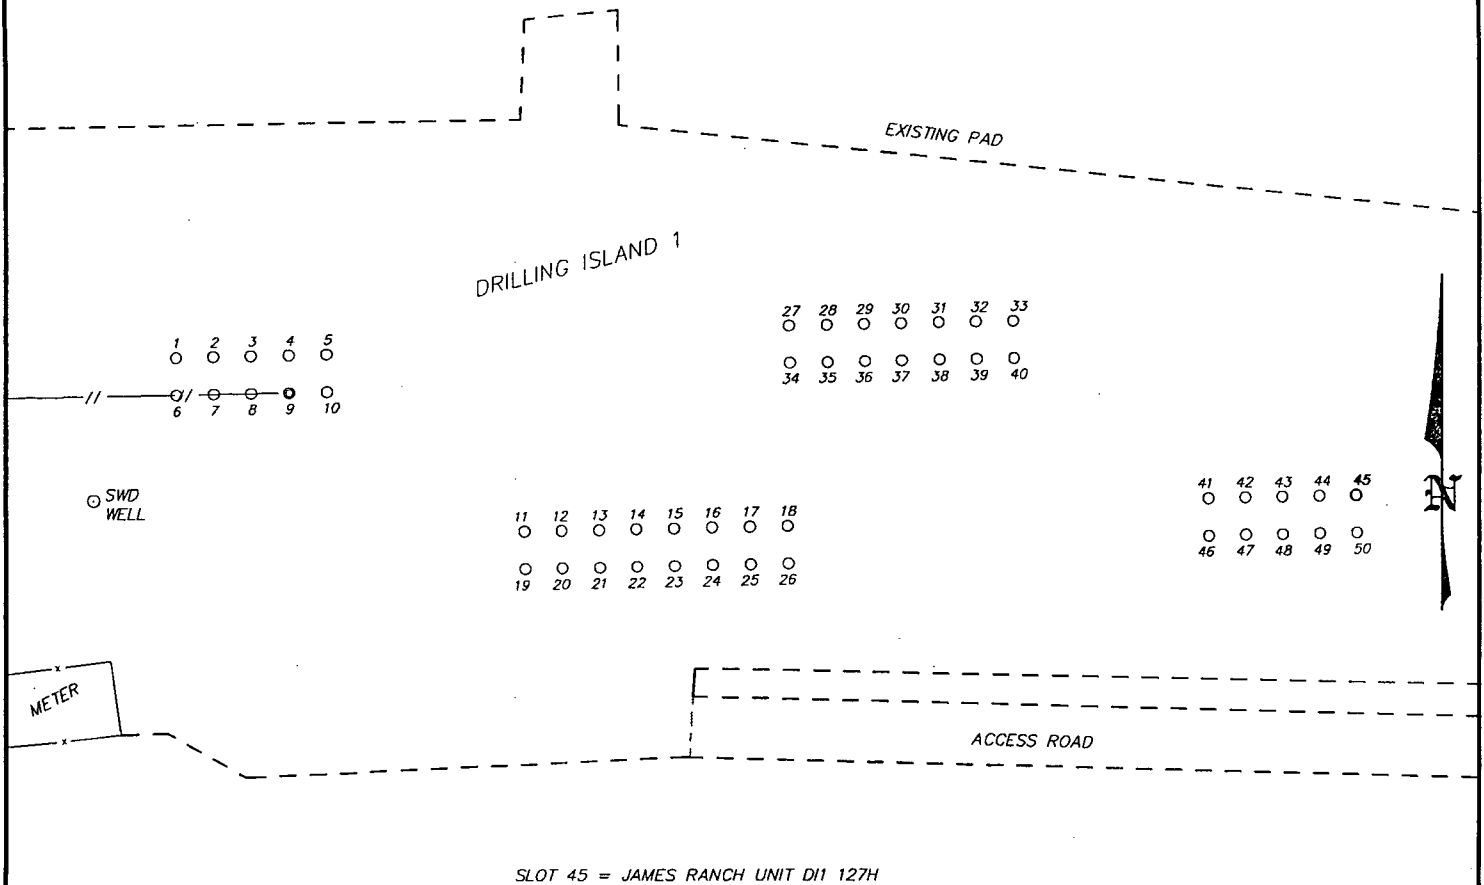 EXISTING PAD
DRILLING ISLAND 1
27 28 29 30 31 32 33
1 2 3 4 5
34 35 36 37 38 39 40
6 7 8 9 10
SWD
WELL
41 42 43 44 45
N
11 12 13 14 15 16 17 18
46 47 48 49 50
19 20 21 22 23 24 25 26
METER
ACCESS ROAD
SLOT 45 = JAMES RANCH UNIT DI1 127H